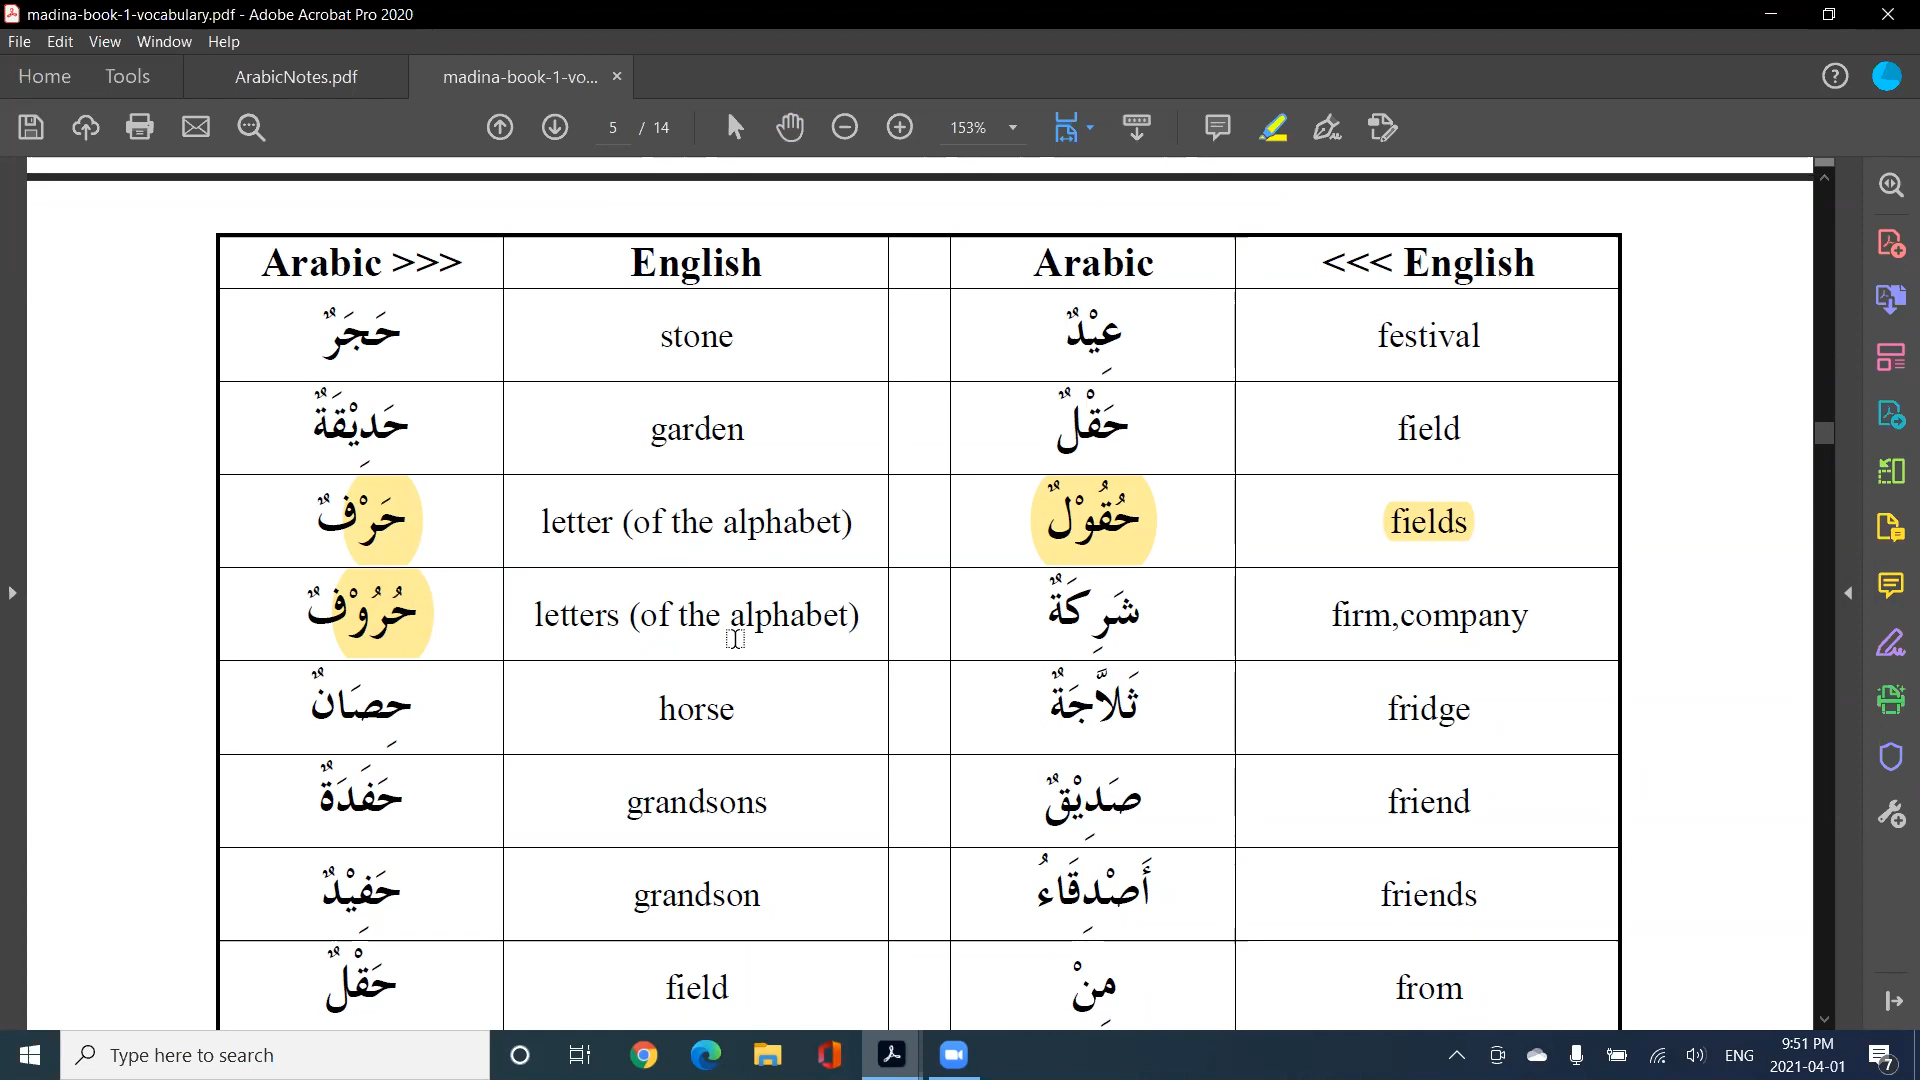 madina-book-1-vocabulary.pdf - Adobe Acrobat Pro 2020
File Edit View Window Help
Home Tools ArabicNotes.pdf madina-book-1-vo... ×
5 / 14 153%
Arabic >>> English Arabic <<< English
حَجَرٌ stone عِيْدٌ festival
حَدِيْقَةٌ garden حَقْلٌ field
حَرْفٌ letter (of the alphabet) حُقُوْلٌ fields
حُرُوْفٌ letters (of the alphabet) شَرِكَةٌ firm,company
حِصَانٌ horse ثَلاَّجَةٌ fridge
حَفَدَةٌ grandsons صَدِيْقٌ friend
حَفِيْدٌ grandson أَصْدِقَاءُ friends
حَقْلٌ field مِنْ from
Type here to search
ENG
9:51 PM
2021-04-01
7